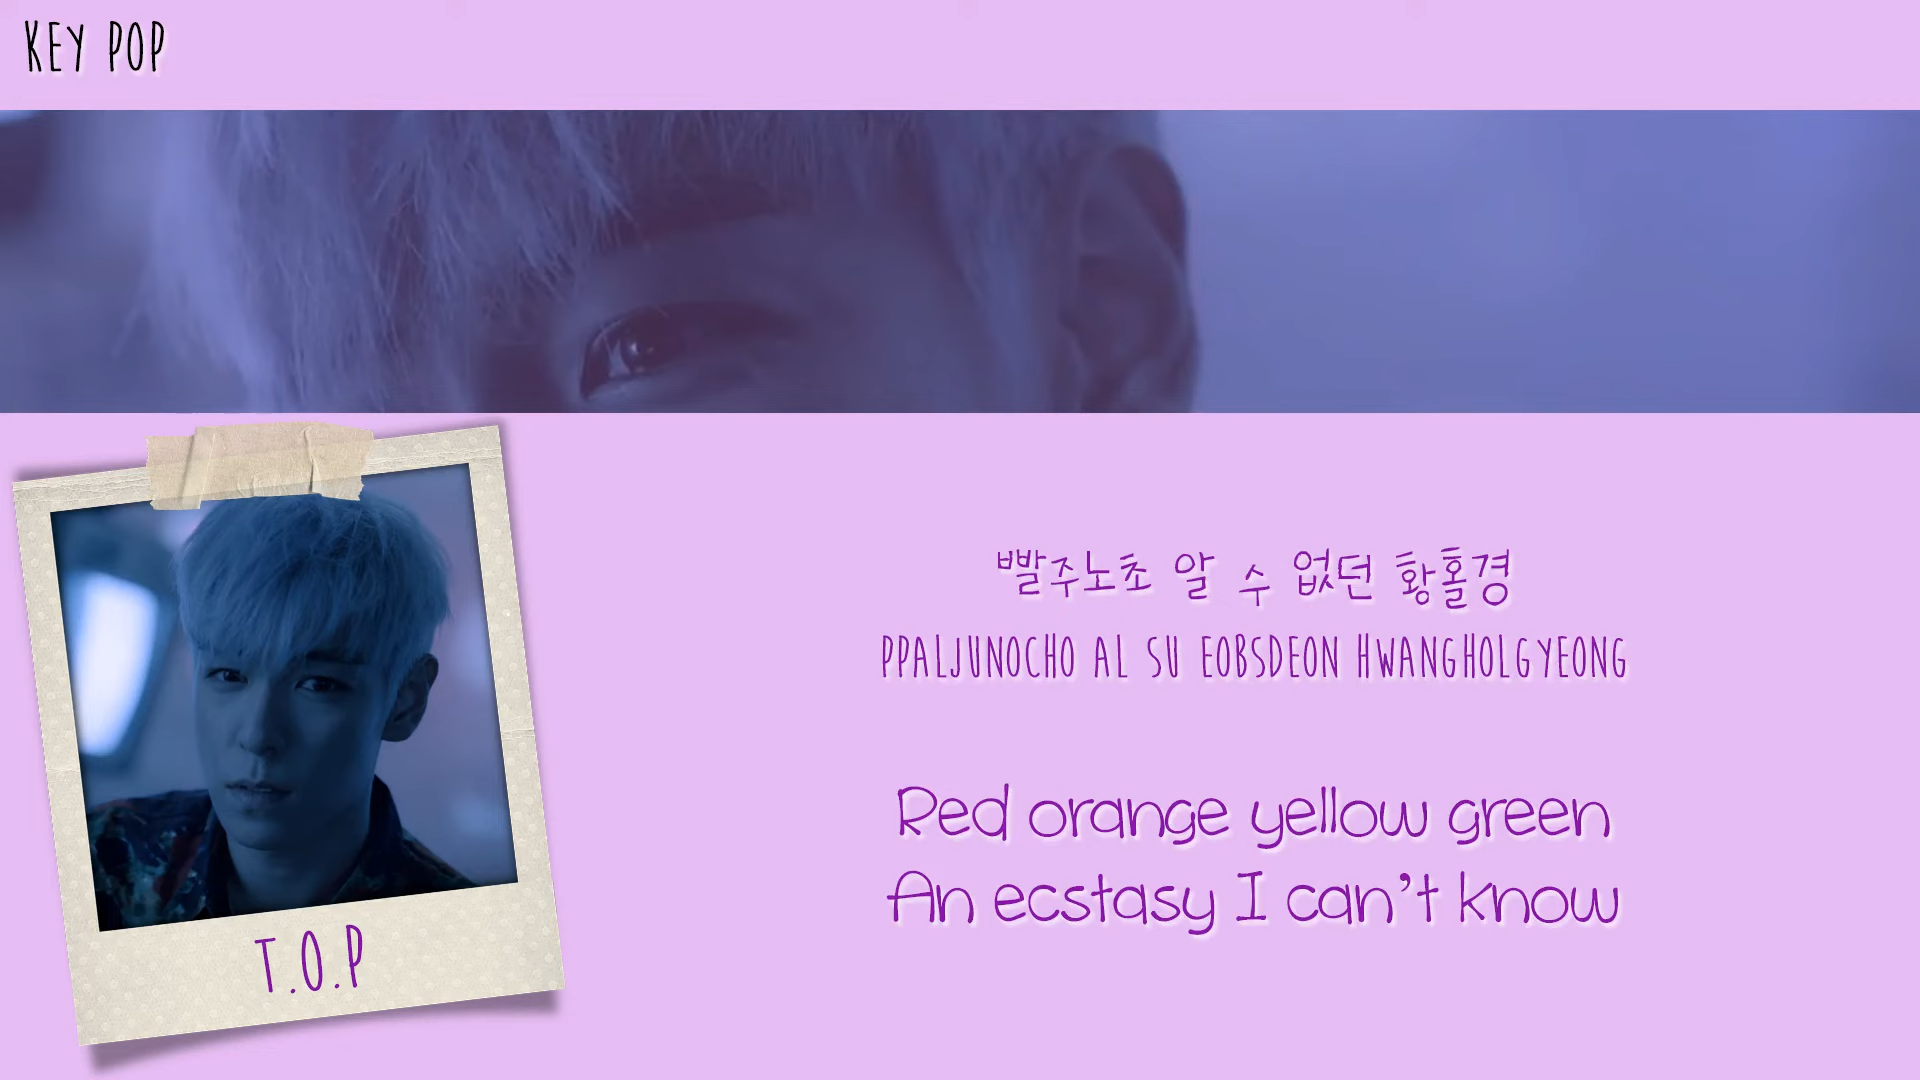 KEY POP
빨주노초 알 수 없던 황홀경
PPALJUNOCHO AL SU EOBSDEON HWANGHOLGYEONG
Red orange yellow green
An ecstasy I can't know
T.O.P